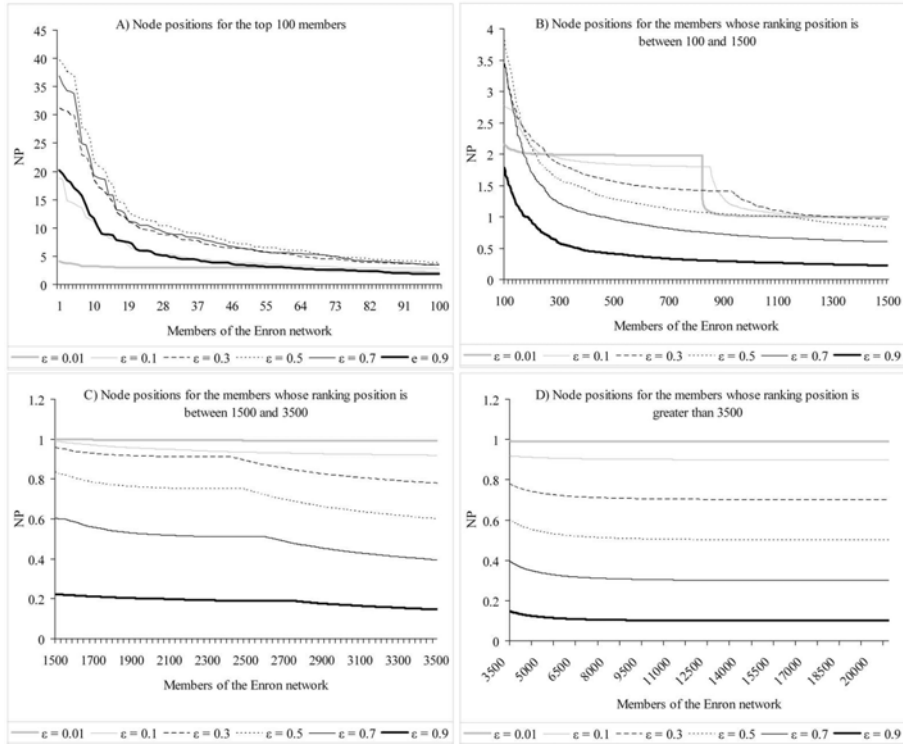 A) Node positions for the top 100 members
45
40
35
30
25
20
15
10
5
0
NP
1 10 19 28 37 46 55 64 73 82 91 100
Members of the Enron network
ε = 0.01 ε = 0.1 ε = 0.3 ε = 0.5 ε = 0.7 e = 0.9
B) Node positions for the members whose ranking position is
between 100 and 1500
4
3.5
3
2.5
2
1.5
1
0.5
0
NP
100 300 500 700 900 1100 1300 1500
Members of the Enron network
ε = 0.01 ε = 0.1 ε = 0.3 ε = 0.5 ε = 0.7 ε = 0.9
C) Node positions for the members whose ranking position is
between 1500 and 3500
1.2
1
0.8
0.6
0.4
0.2
0
NP
1500 1700 1900 2100 2300 2500 2700 2900 3100 3300 3500
Members of the Enron network
ε = 0.01 ε = 0.1 ε = 0.3 ε = 0.5 ε = 0.7 ε = 0.9
D) Node positions for the members whose ranking position is
greater than 3500
1.2
1
0.8
0.6
0.4
0.2
0
NP
3500 5000 6500 8000 9500 11000 12500 14000 15500 17000 18500 20000
Members of the Enron network
ε = 0.01 ε = 0.1 ε = 0.3 ε = 0.5 ε = 0.7 ε = 0.9